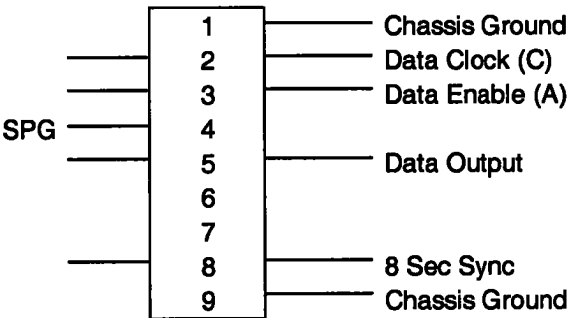 1 Chassis Ground
2 Data Clock (C)
3 Data Enable (A)
SPG 4
5 Data Output
6
7
8 8 Sec Sync
9 Chassis Ground